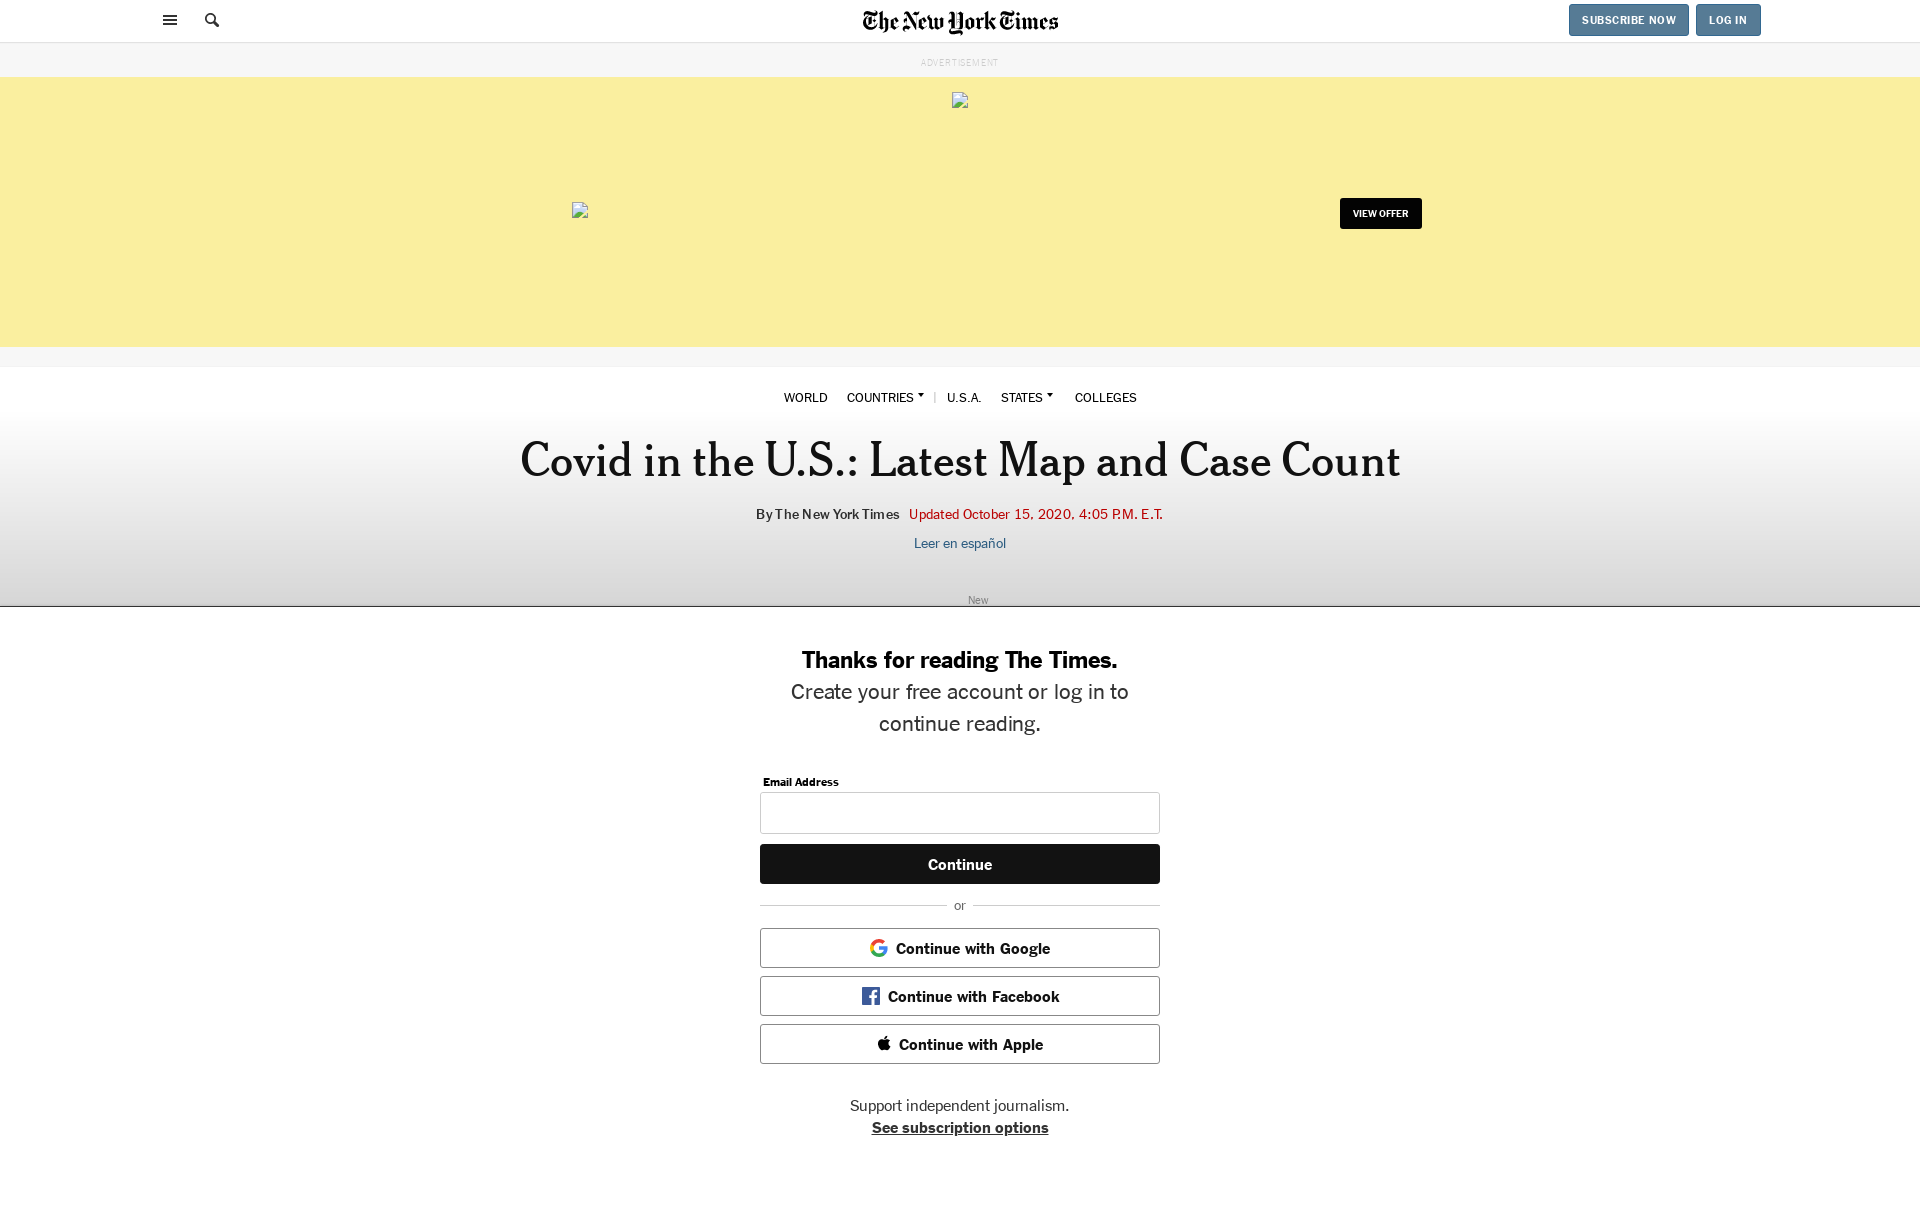 The New York Times
SUBSCRIBE NOW
LOG IN
ADVERTISEMENT
VIEW OFFER
WORLD COUNTRIES | U.S.A. STATES COLLEGES
Covid in the U.S.: Latest Map and Case Count
By The New York Times Updated October 15, 2020, 4:05 P.M. E.T.
Leer en español
New
Thanks for reading The Times.
Create your free account or log in to
continue reading.
Email Address
Continue
or
Continue with Google
Continue with Facebook
Continue with Apple
Support independent journalism.
See subscription options